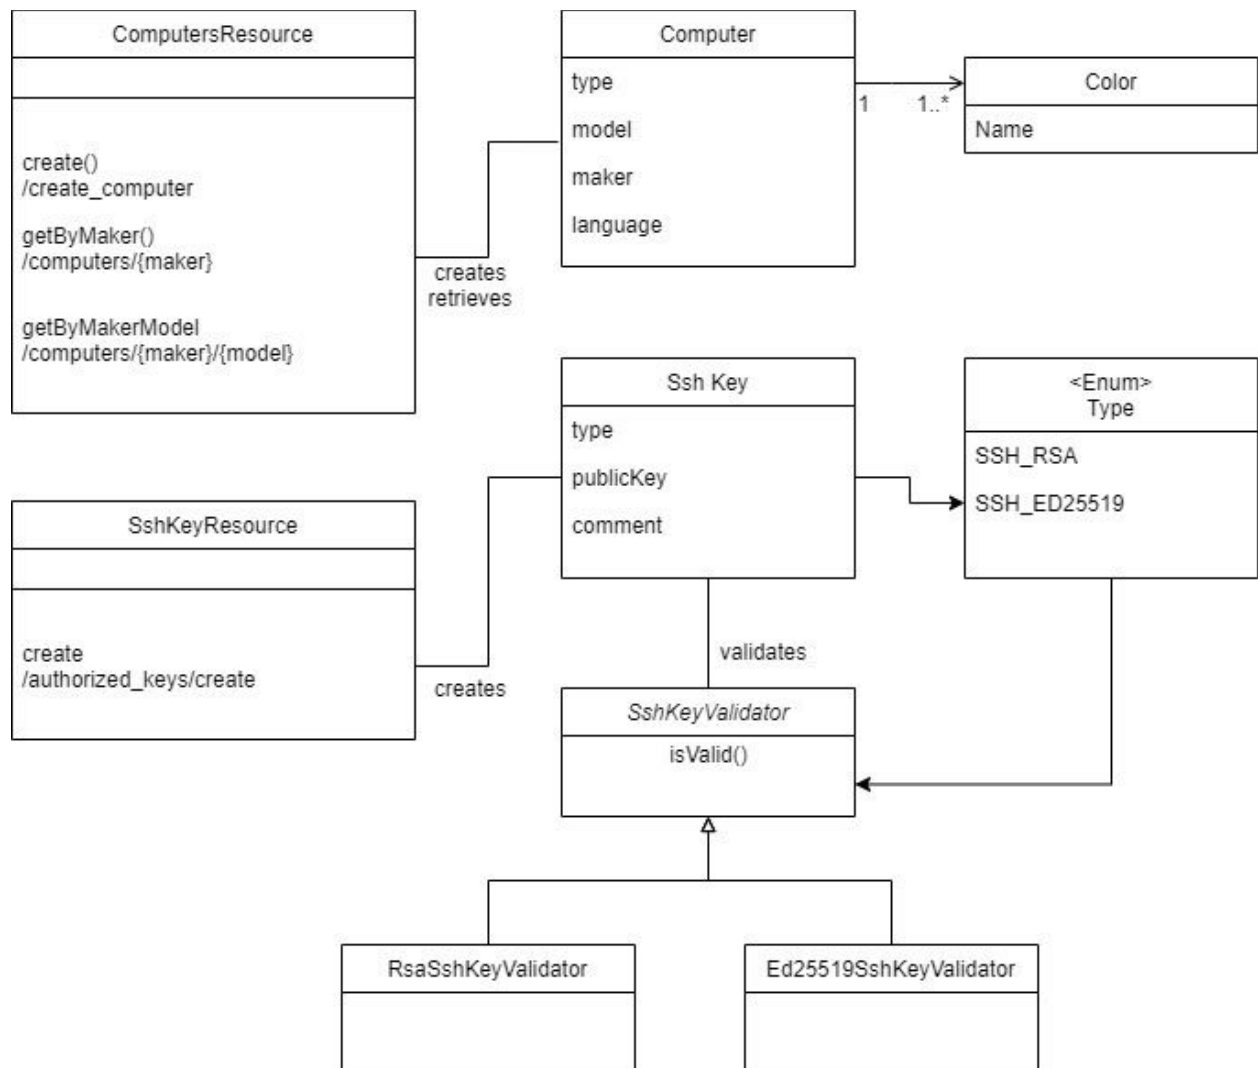 ComputersResource
create()
/create_computer
getByMaker()
/computers/{maker}
getByMakerModel
/computers/{maker}/{model}
creates
retrieves
Computer
type
model
maker
language
1
1..*
Color
Name
SshKeyResource
create
/authorized_keys/create
creates
Ssh Key
type
publicKey
comment
<Enum>
Type
SSH_RSA
SSH_ED25519
validates
SshKeyValidator
isValid()
RsaSshKeyValidator
Ed25519SshKeyValidator